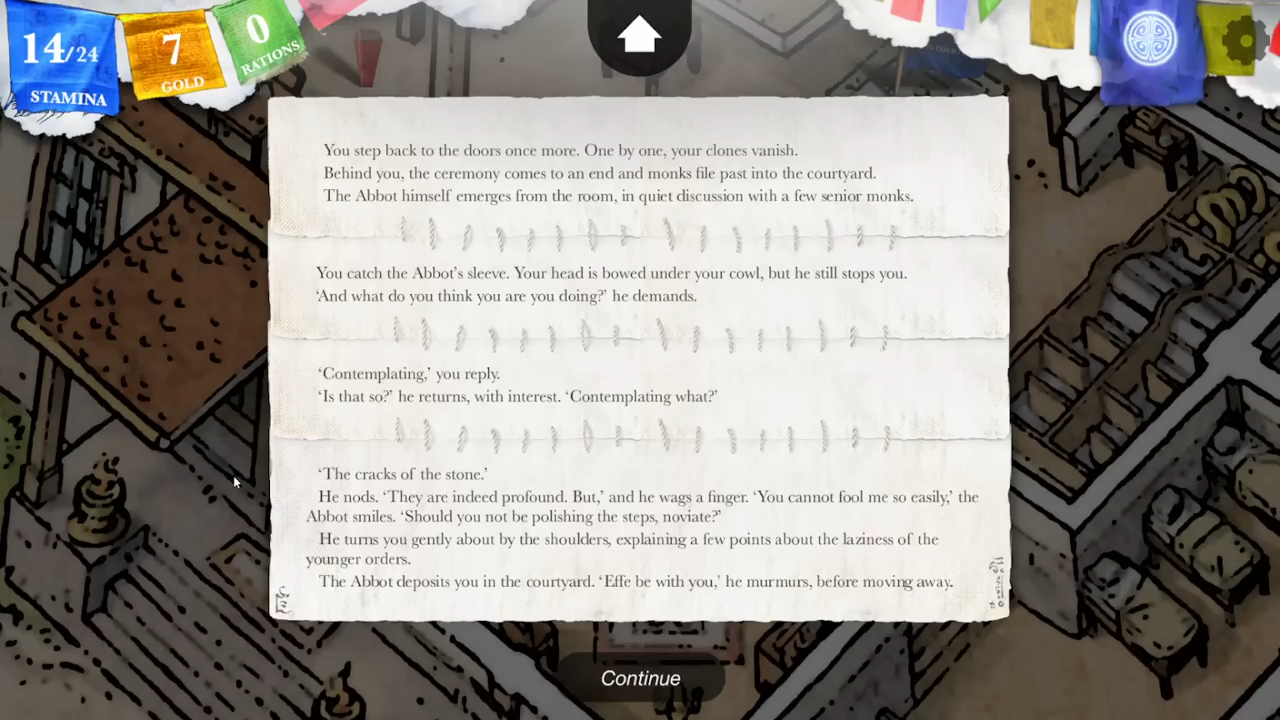 14/24
STAMINA
7
GOLD
0
RATIONS
You step back to the doors once more. One by one, your clones vanish.
Behind you, the ceremony comes to an end and monks file past into the courtyard.
The Abbot himself emerges from the room, in quiet discussion with a few senior monks.
You catch the Abbot's sleeve. Your head is bowed under your cowl, but he still stops you.
‘And what do you think you are you doing?’ he demands.
‘Contemplating,’ you reply.
‘Is that so?’ he returns, with interest. ‘Contemplating what?’
‘The cracks of the stone.’
He nods. ‘They are indeed profound. But,’ and he wags a finger. ‘You cannot fool me so easily,’ the
Abbot smiles. ‘Should you not be polishing the steps, noviate?’
He turns you gently about by the shoulders, explaining a few points about the laziness of the
younger orders.
The Abbot deposits you in the courtyard. ‘Effe be with you,’ he murmurs, before moving away.
Continue